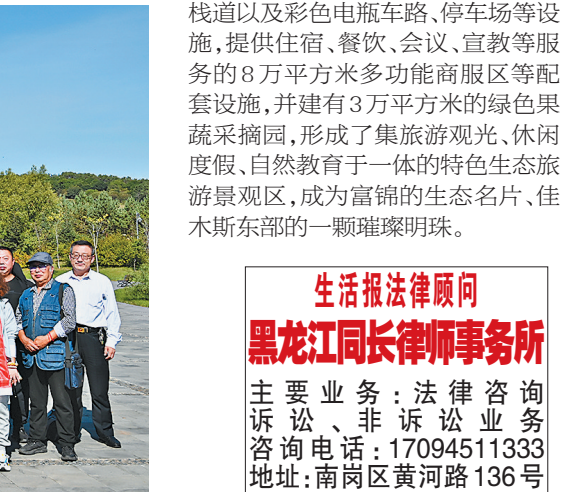 栈道以及彩色电瓶车路、停车场等设
施,提供住宿、餐饮、会议、宣教等服
务的8万平方米多功能商服区等配
套设施,并建有3万平方米的绿色果
蔬采摘园,形成了集旅游观光、休闲
度假、自然教育于一体的特色生态旅
游景观区,成为富锦的生态名片、佳
木斯东部的一颗璀璨明珠。
生活报法律顾问
黑龙江同长律师事务所
主要业务:法律咨询
诉讼、非诉讼业务
咨询电话:17094511333
地址:南岗区黄河路136号